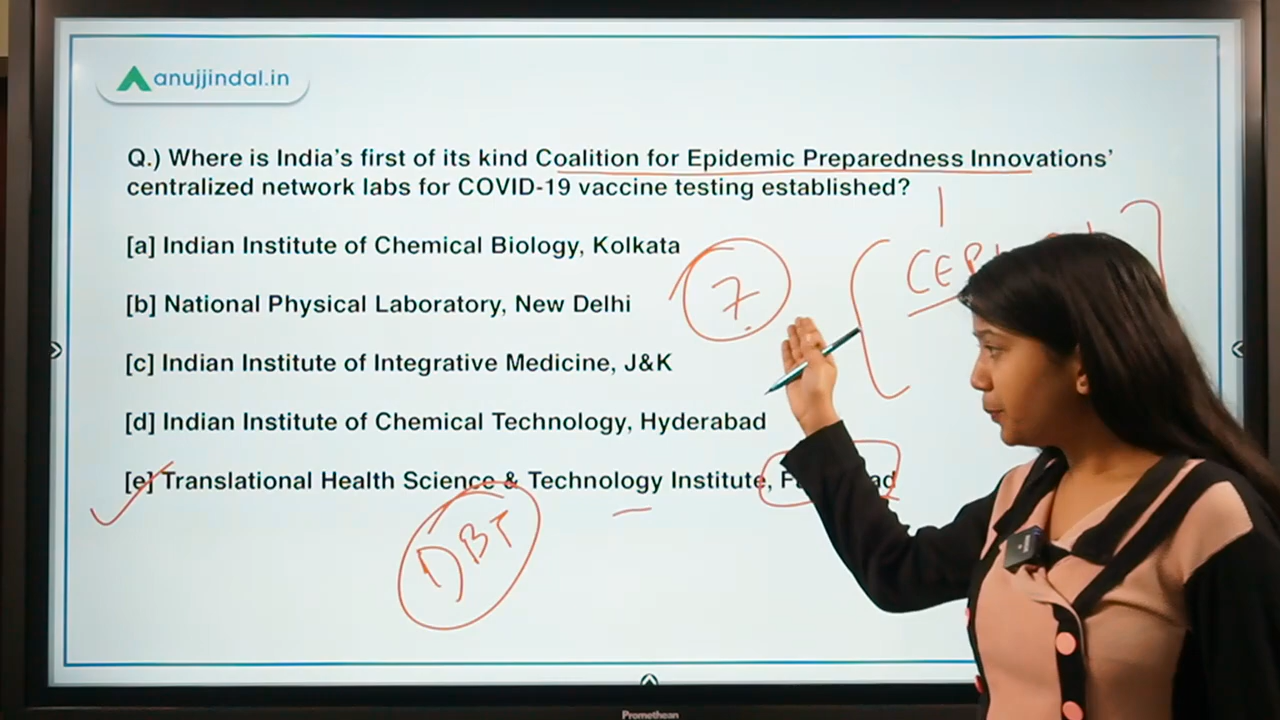 anujjindal.in
Q.) Where is India's first of its kind Coalition for Epidemic Preparedness Innovations'
centralized network labs for COVID-19 vaccine testing established?
[a] Indian Institute of Chemical Biology, Kolkata
7
[b] National Physical Laboratory, New Delhi
[c] Indian Institute of Integrative Medicine, J&K
[d] Indian Institute of Chemical Technology, Hyderabad
[e] Translational Health Science & Technology Institute,
DBT
Promethean